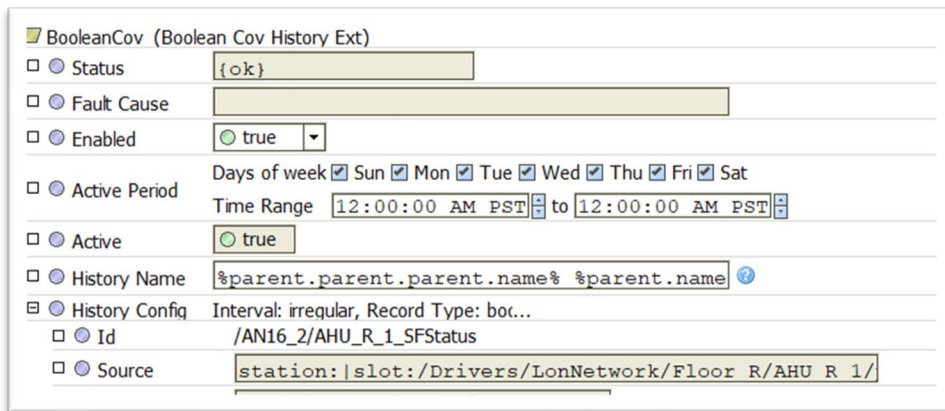 BooleanCov (Boolean Cov History Ext)
Status {ok}
Fault Cause
Enabled true
Days of week Sun Mon Tue Wed Thu Fri Sat
Active Period
Time Range 12:00:00 AM PST to 12:00:00 AM PST
Active true
History Name %parent.parent.parent.name%_%parent.name
History Config Interval: irregular, Record Type: boo...
Id /AN16_2/AHU_R_1_SFStatus
Source station:|slot:/Drivers/LonNetwork/Floor_R/AHU_R_1/